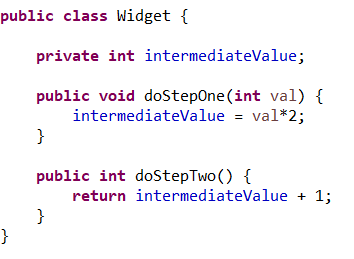 public class Widget {
private int intermediateValue;
public void doStepOne(int val) {
intermediateValue = val*2;
}
public int doStepTwo() {
return intermediateValue + 1;
}
}